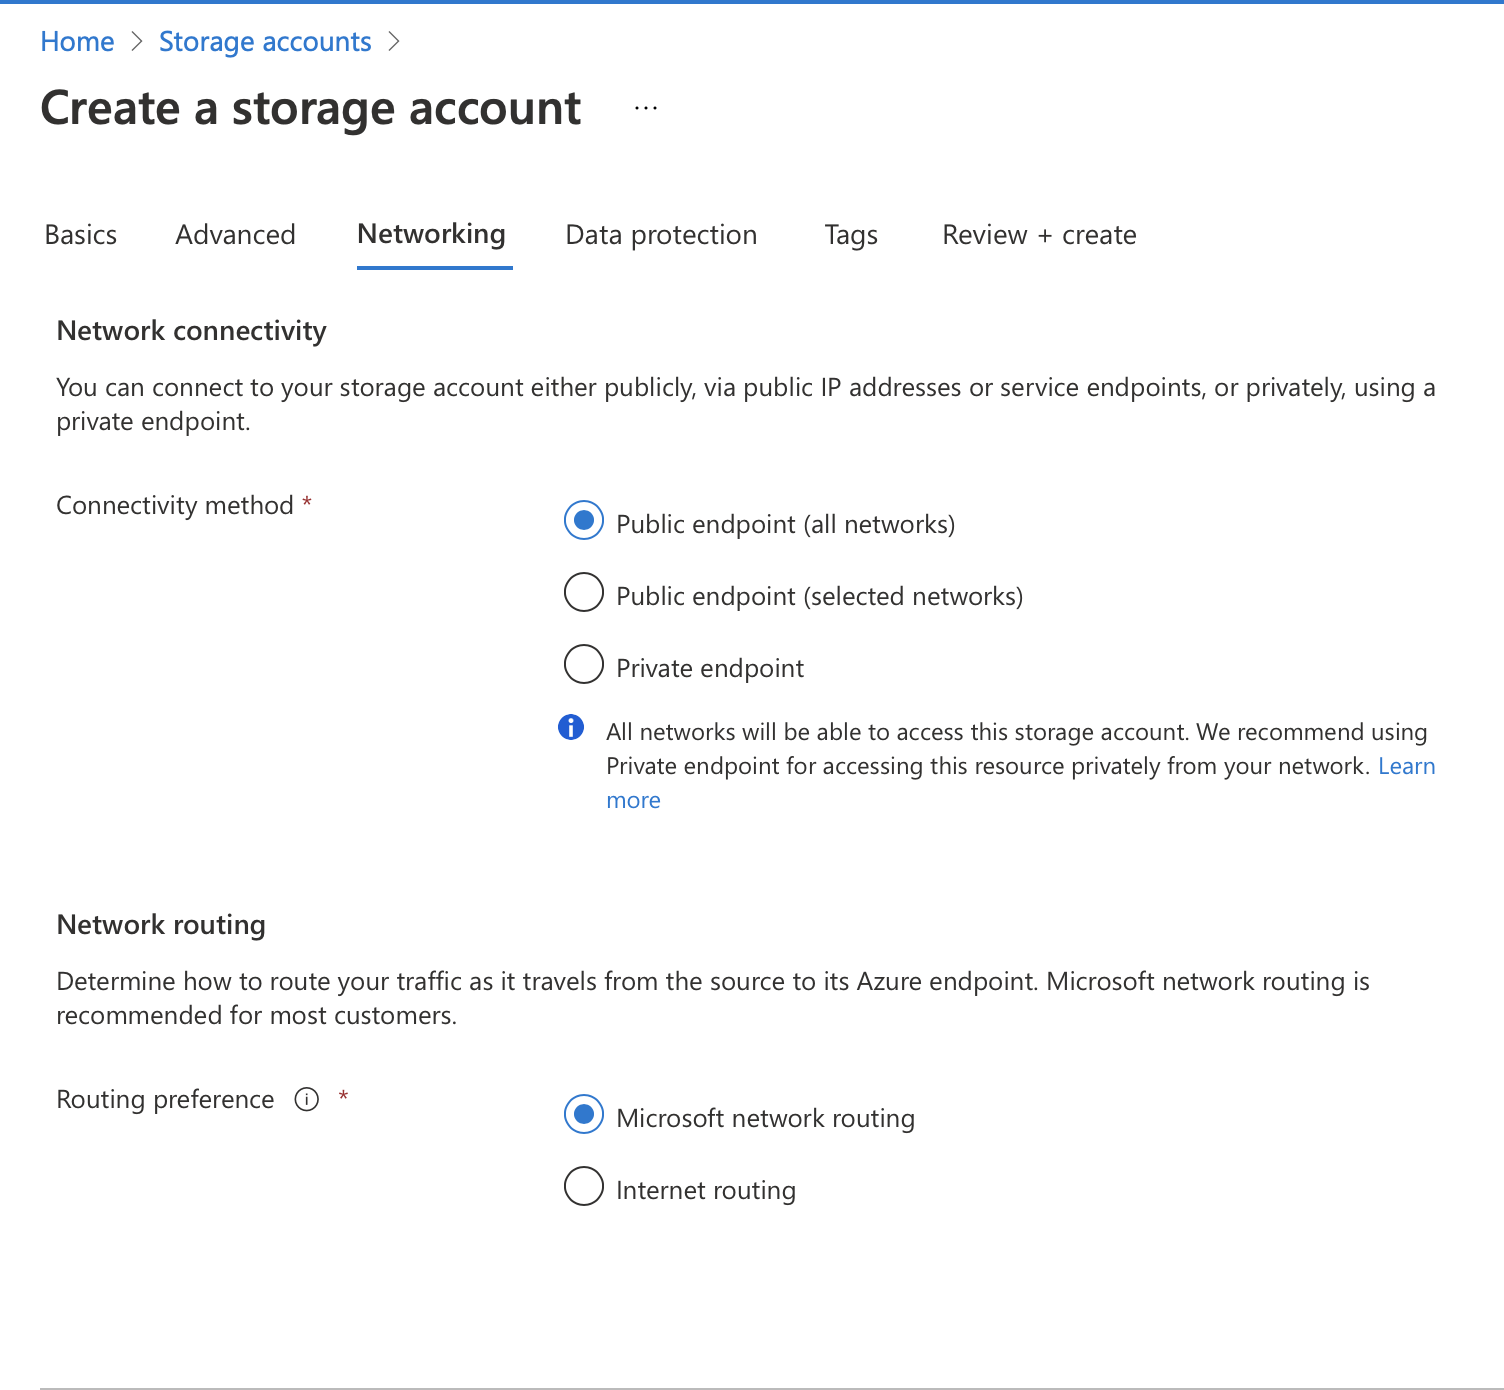 Home > Storage accounts >
Create a storage account ...
Basics Advanced Networking Data protection Tags Review + create
Network connectivity
You can connect to your storage account either publicly, via public IP addresses or service endpoints, or privately, using a
private endpoint.
Connectivity method *
Public endpoint (all networks)
Public endpoint (selected networks)
Private endpoint
All networks will be able to access this storage account. We recommend using
Private endpoint for accessing this resource privately from your network. Learn
more
Network routing
Determine how to route your traffic as it travels from the source to its Azure endpoint. Microsoft network routing is
recommended for most customers.
Routing preference *
Microsoft network routing
Internet routing